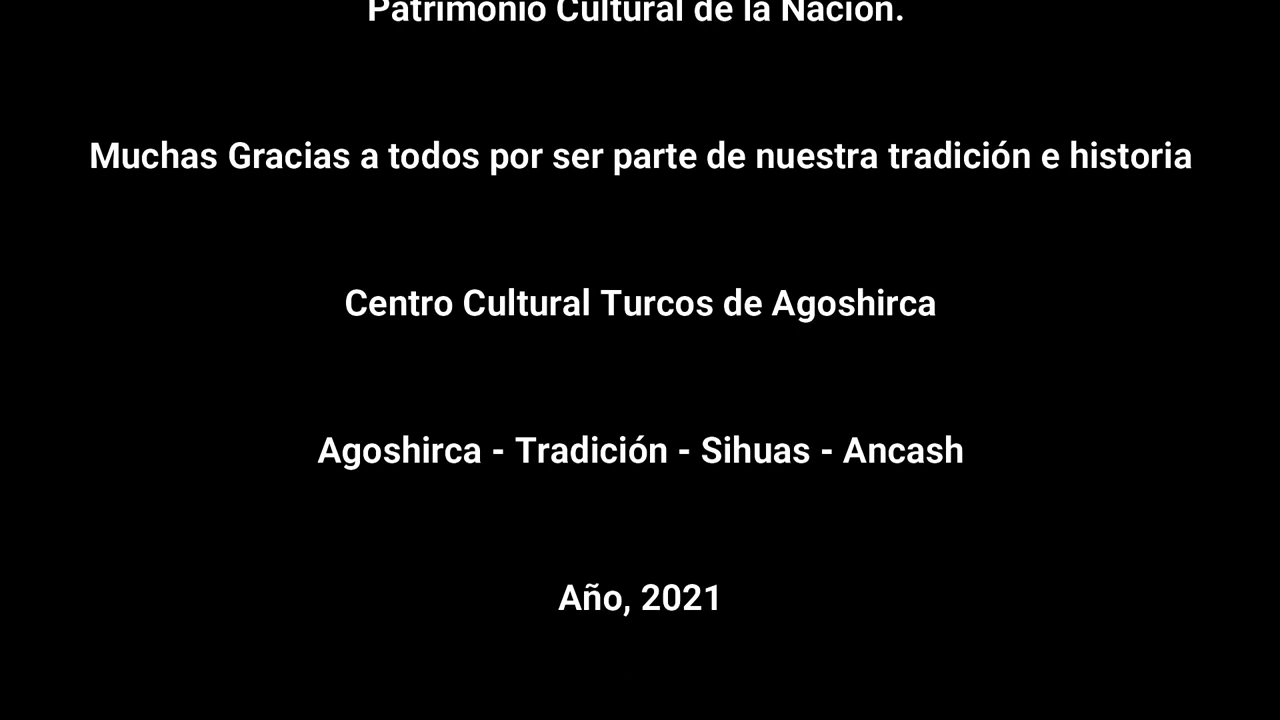 Patrimonio Cultural de la Nación.
Muchas Gracias a todos por ser parte de nuestra tradición e historia
Centro Cultural Turcos de Agoshirca
Agoshirca - Tradición - Sihuas - Ancash
Año, 2021